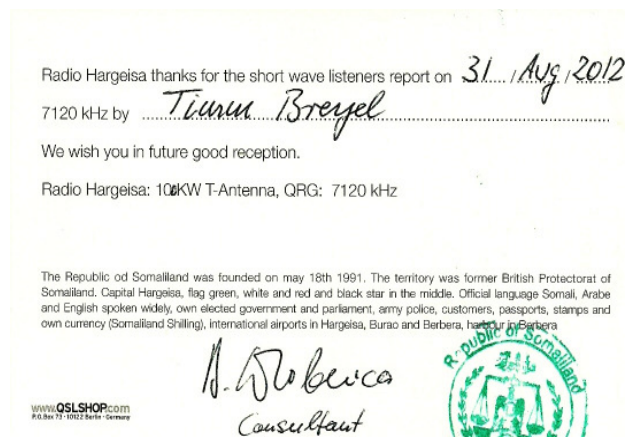 Radio Hargeisa thanks for the short wave listeners report on 31 / Aug / 2012
7120 kHz by Timm Breyel
We wish you in future good reception.
Radio Hargeisa: 100KW T-Antenna, QRG: 7120 kHz
The Republic od Somaliland was founded on may 18th 1991. The territory was former British Protectorat of
Somaliland. Capital Hargeisa, flag green, white and red and black star in the middle. Official language Somali, Arabe
and English spoken widely, own elected government and parliament, army police, customers, passports, stamps and
own currency (Somaliland Shilling), international airports in Hargeisa, Burao and Berbera, harbour in Berbera
Republic of Somaliland
Consultant
www.QSLSHOP.com
P.O.Box 73 - 10122 Berlin - Germany